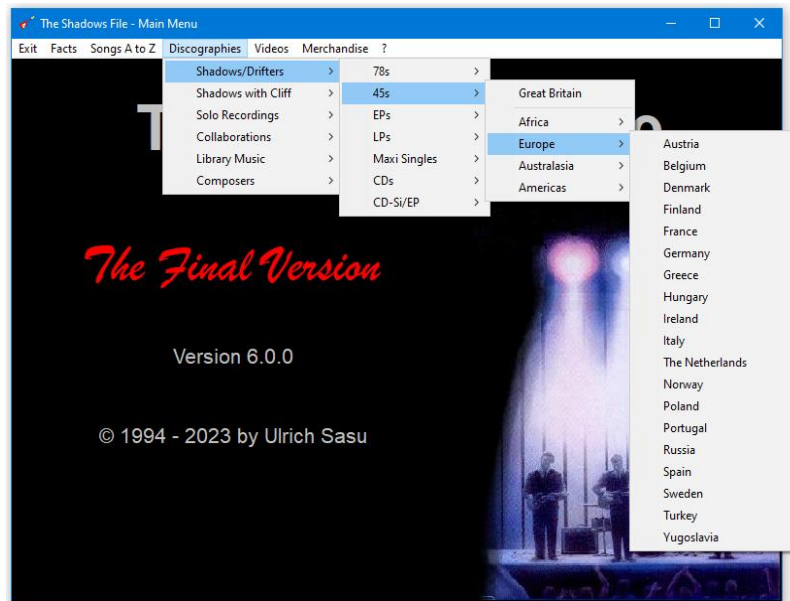 The Shadows File - Main Menu
Exit Facts Songs A to Z Discographies Videos Merchandise ?
Shadows/Drifters
Shadows with Cliff
Solo Recordings
Collaborations
Library Music
Composers
78s
45s
EPs
LPs
Maxi Singles
CDs
CD-Si/EP
Great Britain
Africa
Europe
Australasia
Americas
Austria
Belgium
Denmark
Finland
France
Germany
Greece
Hungary
Ireland
Italy
The Netherlands
Norway
Poland
Portugal
Russia
Spain
Sweden
Turkey
Yugoslavia
The Final Version
Version 6.0.0
© 1994 - 2023 by Ulrich Sasu